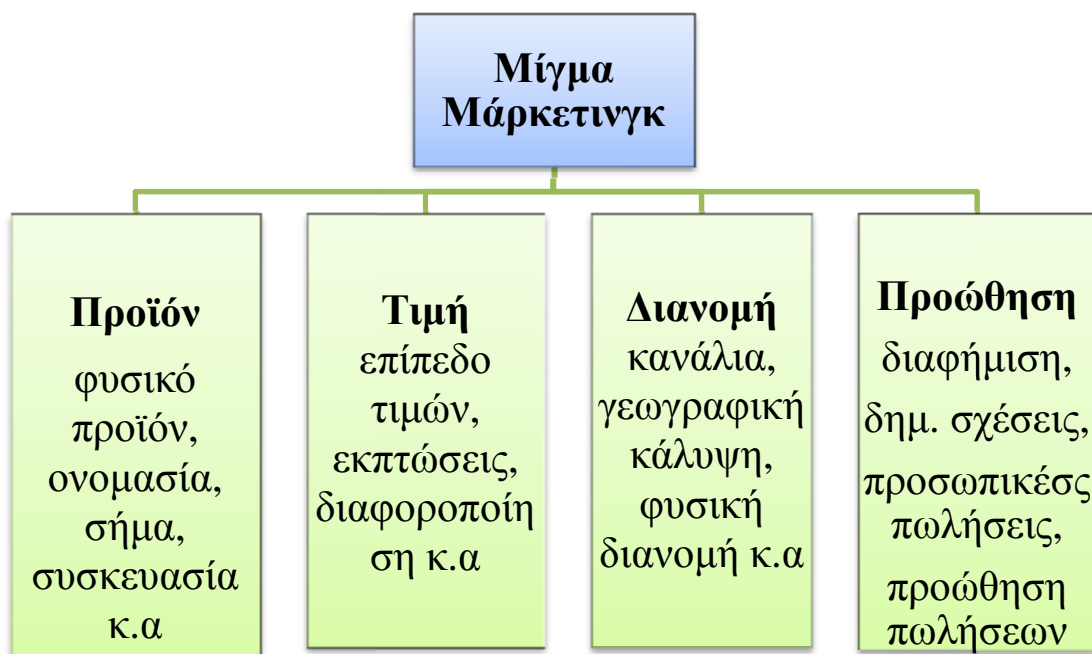 Μίγμα
Μάρκετινγκ
Προϊόν
φυσικό
προϊόν,
ονομασία,
σήμα,
συσκευασία
κ.α
Τιμή
επίπεδο
τιμών,
εκπτώσεις,
διαφοροποίη
ση κ.α
Διανομή
κανάλια,
γεωγραφική
κάλυψη,
φυσική
διανομή κ.α
Προώθηση
διαφήμιση,
δημ. σχέσεις,
προσωπικέσς
πωλήσεις,
προώθηση
πωλήσεων